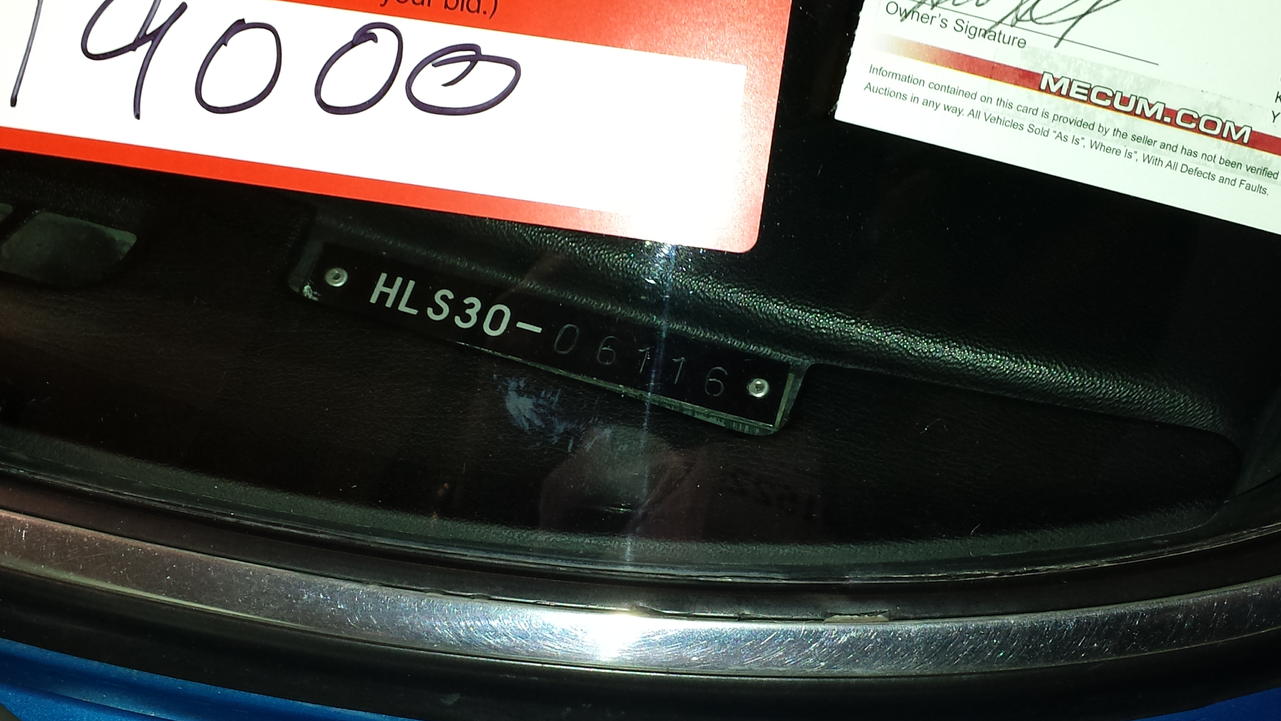 your bid.)
14000
Owner's Signature
MECUM.COM
Information contained on this card is provided by the seller and has not been verified
Auctions in any way. All Vehicles Sold "As Is", Where Is", With All Defects and Faults.
HLS30-06116